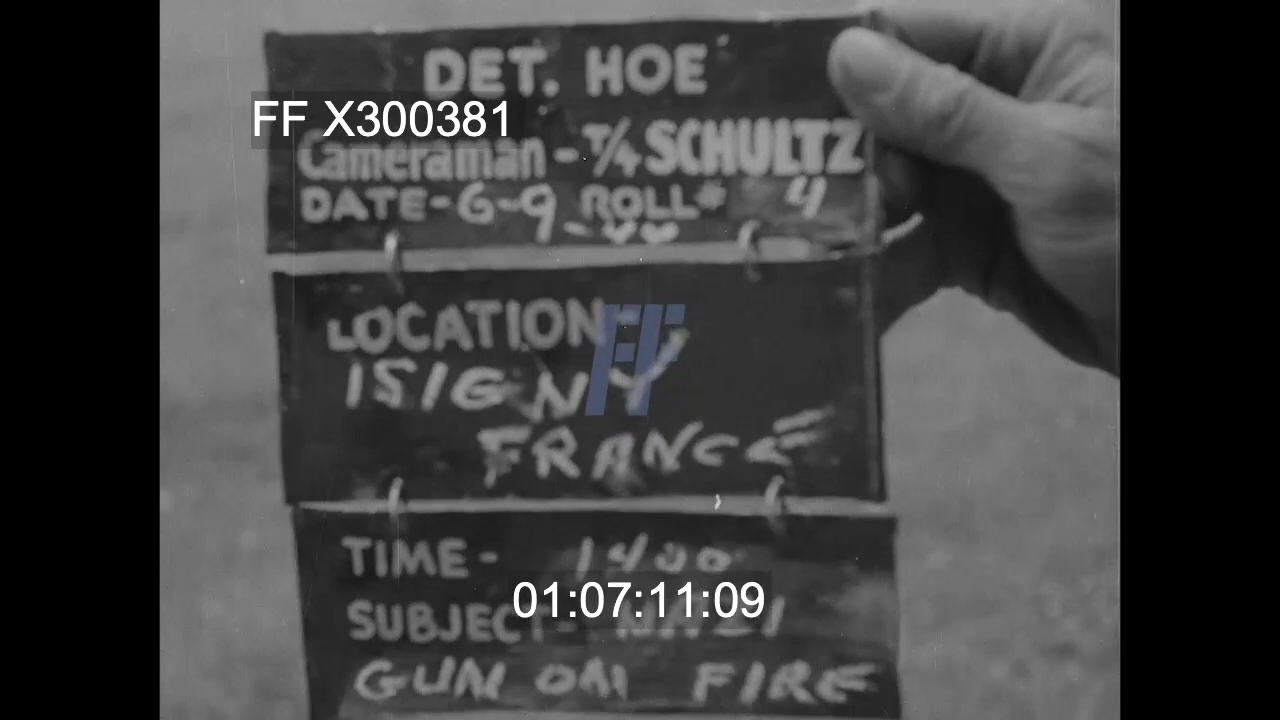 DET. HOE
FF X300381
Cameraman - T/4 SCHULTZ
DATE-6-9 ROLL# 4
LOCATION-
ISIGNY
FRANCE
FF
TIME- 1400
01:07:11:09
SUBJECT-
GUN ON FIRE